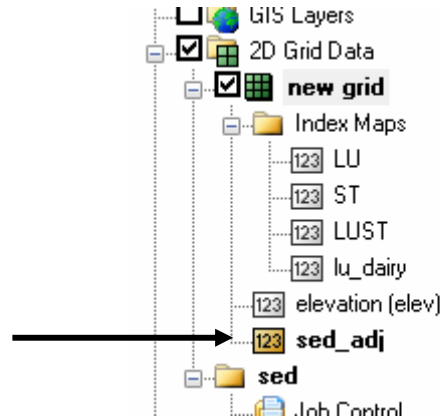 GIS Layers
2D Grid Data
new grid
Index Maps
123 LU
123 ST
123 LUST
123 lu_dairy
123 elevation (elev)
123 sed_adj
sed
Job Control